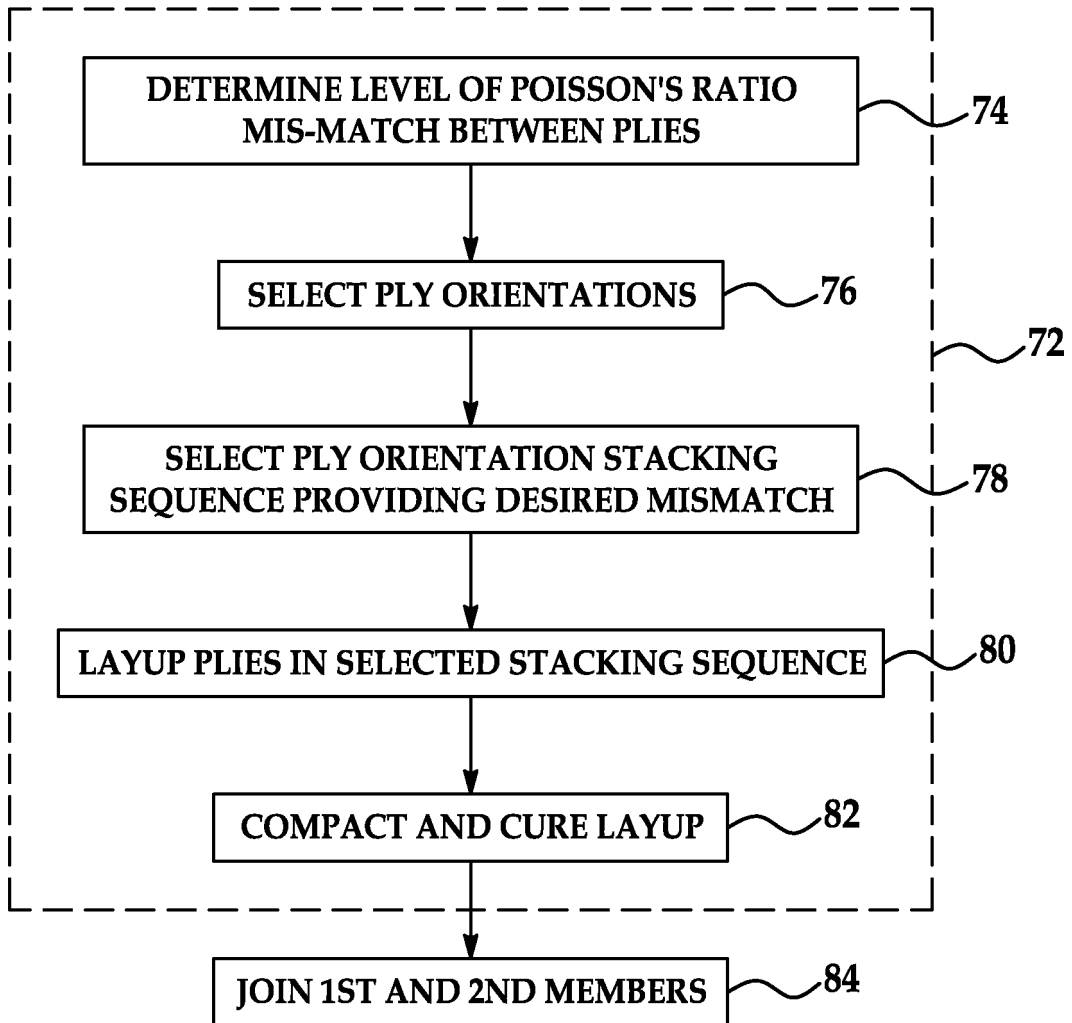 DETERMINE LEVEL OF POISSON'S RATIO
MIS-MATCH BETWEEN PLIES
74
SELECT PLY ORIENTATIONS
76
72
SELECT PLY ORIENTATION STACKING
SEQUENCE PROVIDING DESIRED MISMATCH
78
LAYUP PLIES IN SELECTED STACKING SEQUENCE
80
COMPACT AND CURE LAYUP
82
JOIN 1ST AND 2ND MEMBERS
84